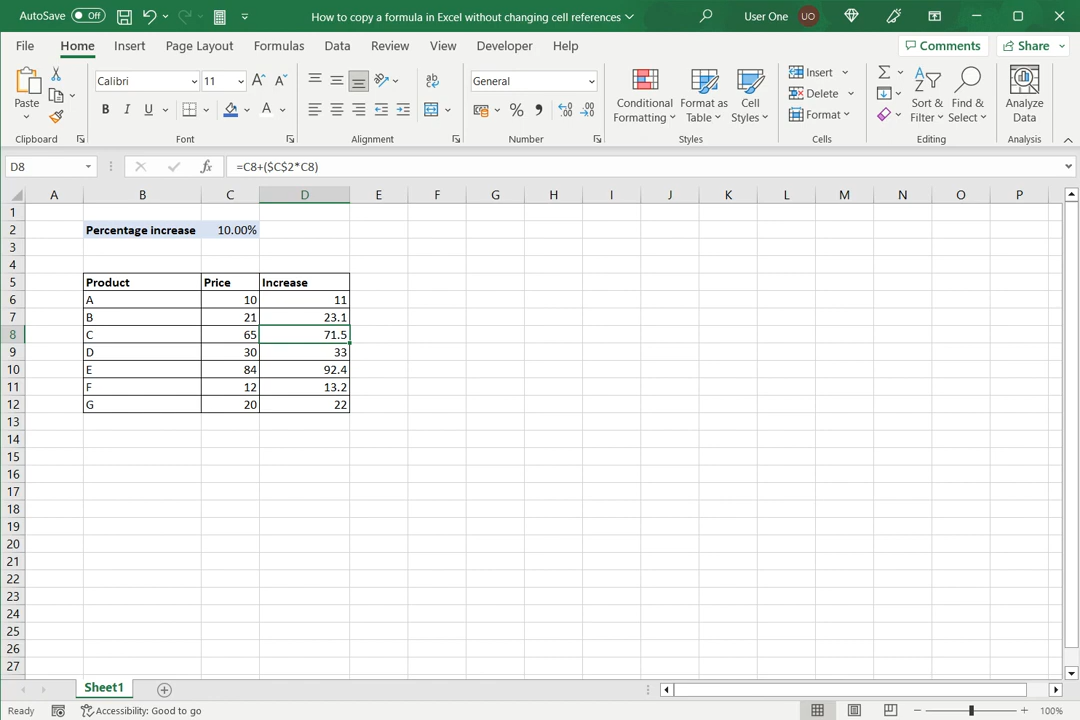 AutoSave Off How to copy a formula in Excel without changing cell references User One UO
File Home Insert Page Layout Formulas Data Review View Developer Help Comments Share
Calibri 11 General
Paste B I U Conditional Formatting Format as Table Cell Styles Insert Delete Format Sort & Filter Find & Select Analyze Data
Clipboard Font Alignment Number Styles Cells Editing Analysis
D8 fx =C8+($C$2*C8)
A B C D E F G H I J K L M N O P
1
2 Percentage increase 10.00%
3
4
5 Product Price Increase
6 A 10 11
7 B 21 23.1
8 C 65 71.5
9 D 30 33
10 E 84 92.4
11 F 12 13.2
12 G 20 22
13
14
15
16
17
18
19
20
21
22
23
24
25
26
27
Sheet1
Ready Accessibility: Good to go 100%